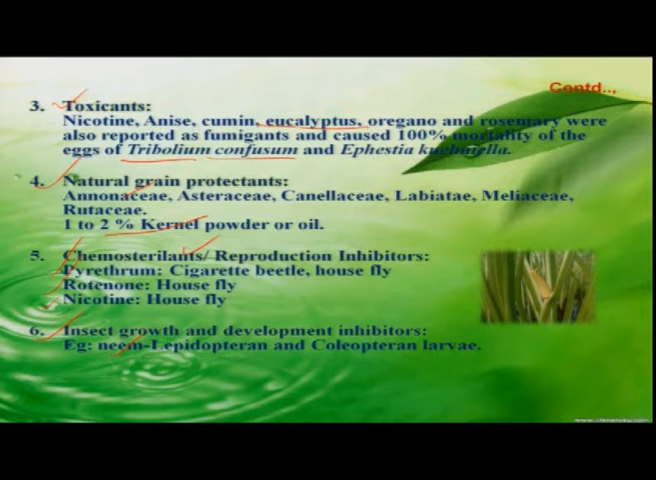 Contd..,
3. Toxicants:
Nicotine, Anise, cumin, eucalyptus, oregano and rosemary were
also reported as fumigants and caused 100% mortality of the
eggs of Tribolium confusum and Ephestia kuehniella.
4. Natural grain protectants:
Annonaceae, Asteraceae, Canellaceae, Labiatae, Meliaceae,
Rutaceae.
1 to 2 % Kernel powder or oil.
5. Chemosterilants/ Reproduction Inhibitors:
Pyrethrum: Cigarette beetle, house fly
Rotenone: House fly
Nicotine: House fly
6. Insect growth and development inhibitors:
Eg: neem-Lepidopteran and Coleopteran larvae.